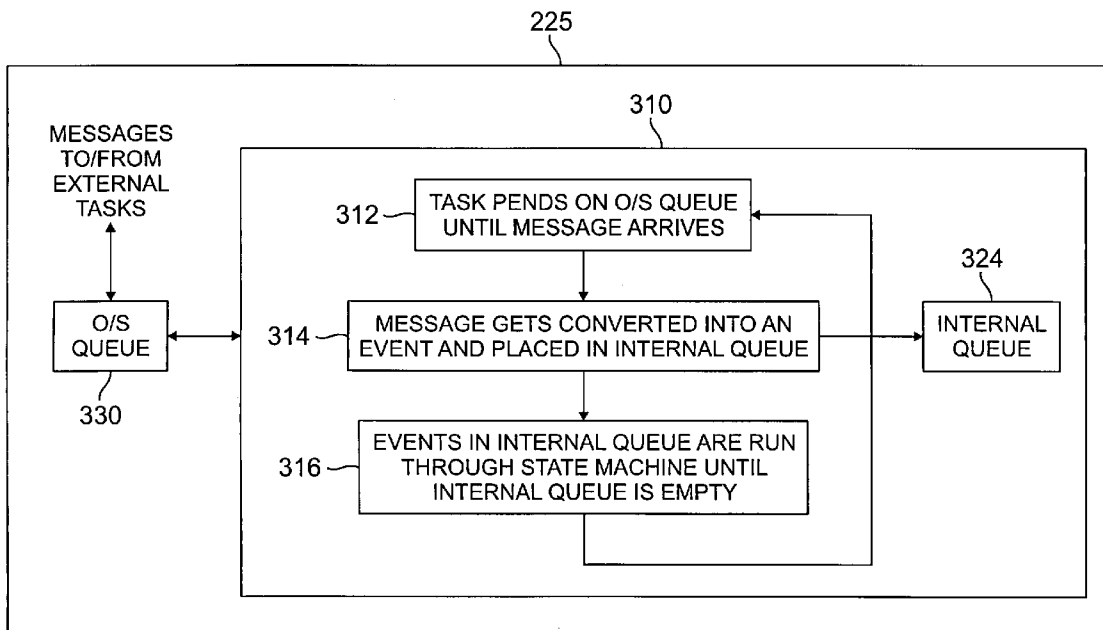 225
310
MESSAGES
TO/FROM
EXTERNAL
TASKS
312
TASK PENDS ON O/S QUEUE
UNTIL MESSAGE ARRIVES
324
O/S
QUEUE
330
314
MESSAGE GETS CONVERTED INTO AN
EVENT AND PLACED IN INTERNAL QUEUE
INTERNAL
QUEUE
316
EVENTS IN INTERNAL QUEUE ARE RUN
THROUGH STATE MACHINE UNTIL
INTERNAL QUEUE IS EMPTY